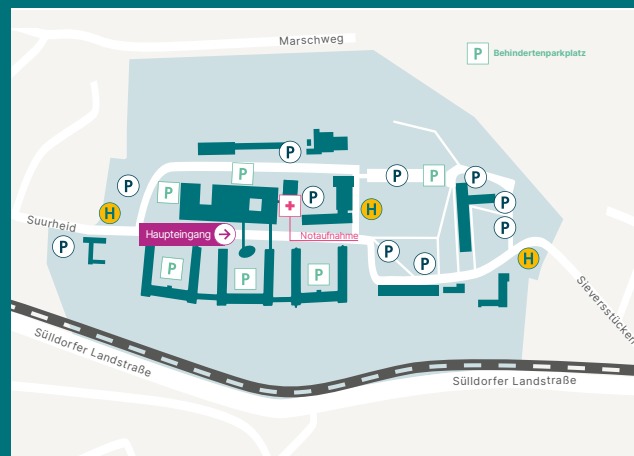 Marschweg
P Behindertenparkplatz
P
P
P
P
P
P
P
P
P
H
H
Suurheid
Haupteingang
Notaufnahme
P
P
P
P
P
H
P
P
P
Sieversstücken
Sülldorfer Landstraße
Sülldorfer Landstraße